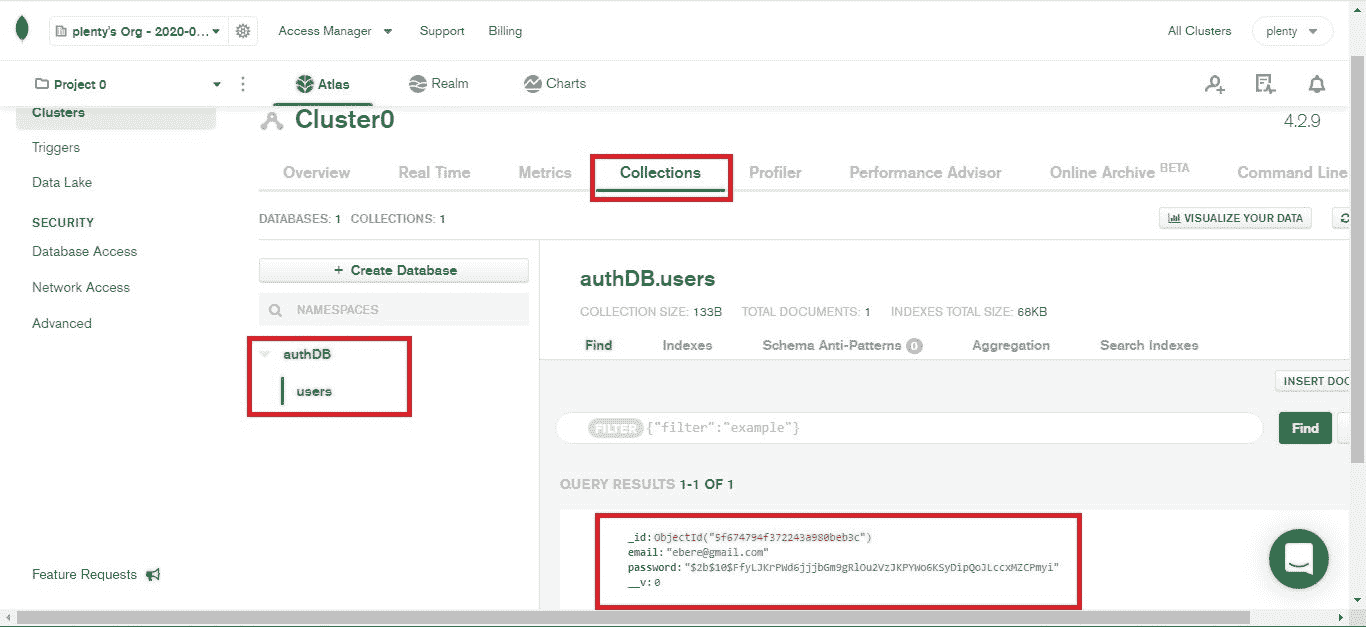 plenty's Org - 2020-0... Access Manager Support Billing All Clusters plenty
Project 0 Atlas Realm Charts
Clusters
Cluster0
4.2.9
Triggers
Data Lake
SECURITY
Database Access
Network Access
Advanced
Feature Requests
Overview Real Time Metrics Collections Profiler Performance Advisor Online Archive BETA Command Line
DATABASES: 1 COLLECTIONS: 1
VISUALIZE YOUR DATA
+ Create Database
NAMESPACES
authDB
users
authDB.users
COLLECTION SIZE: 133B TOTAL DOCUMENTS: 1 INDEXES TOTAL SIZE: 68KB
Find Indexes Schema Anti-Patterns 0 Aggregation Search Indexes
INSERT DOC
FILTER {"filter":"example"}
Find
QUERY RESULTS 1-1 OF 1
_id: ObjectId("5f674794f372243a980beb3c")
email: "ebere@gmail.com"
password: "$2b$10$FfyLJKrPWd6jjjbGm9gRlOu2VzJKPYWo6KSyDipQoJLccxMZCPmyi"
__v: 0